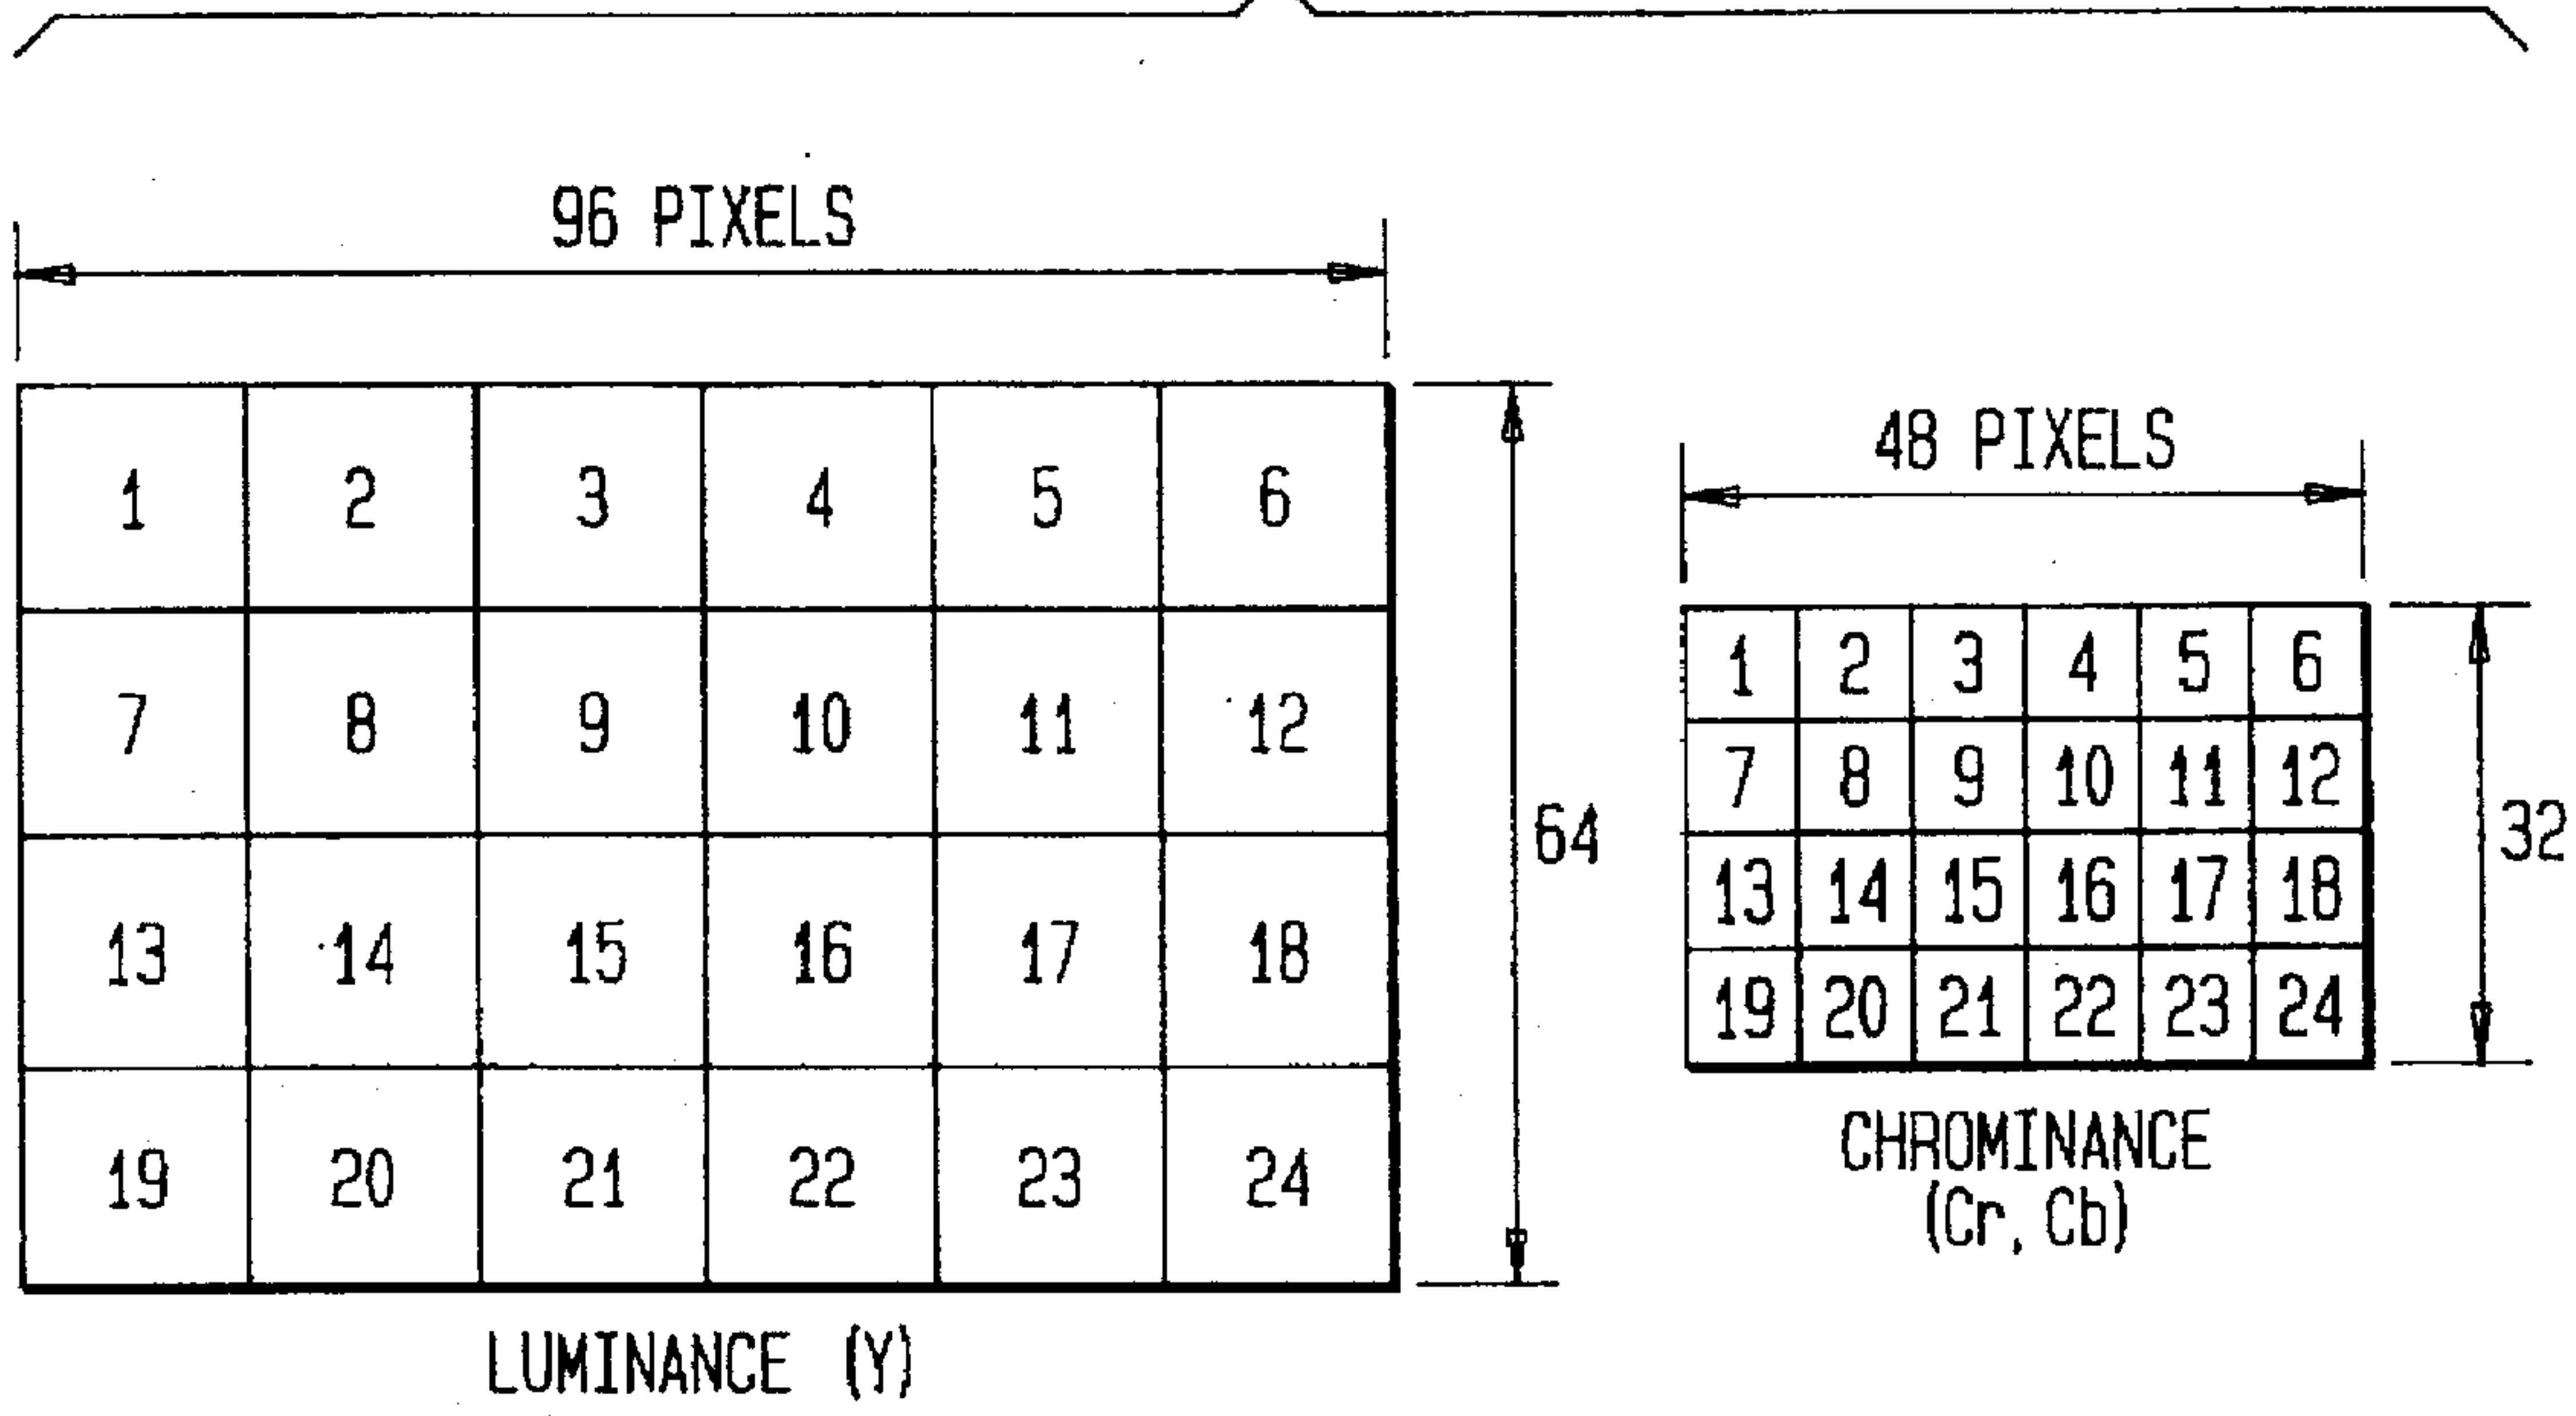 96 PIXELS
1 2 3 4 5 6
7 8 9 10 11 12
13 14 15 16 17 18
19 20 21 22 23 24
64
LUMINANCE (Y)
48 PIXELS
1 2 3 4 5 6
7 8 9 10 11 12
13 14 15 16 17 18
19 20 21 22 23 24
32
CHROMINANCE
(Cr, Cb)